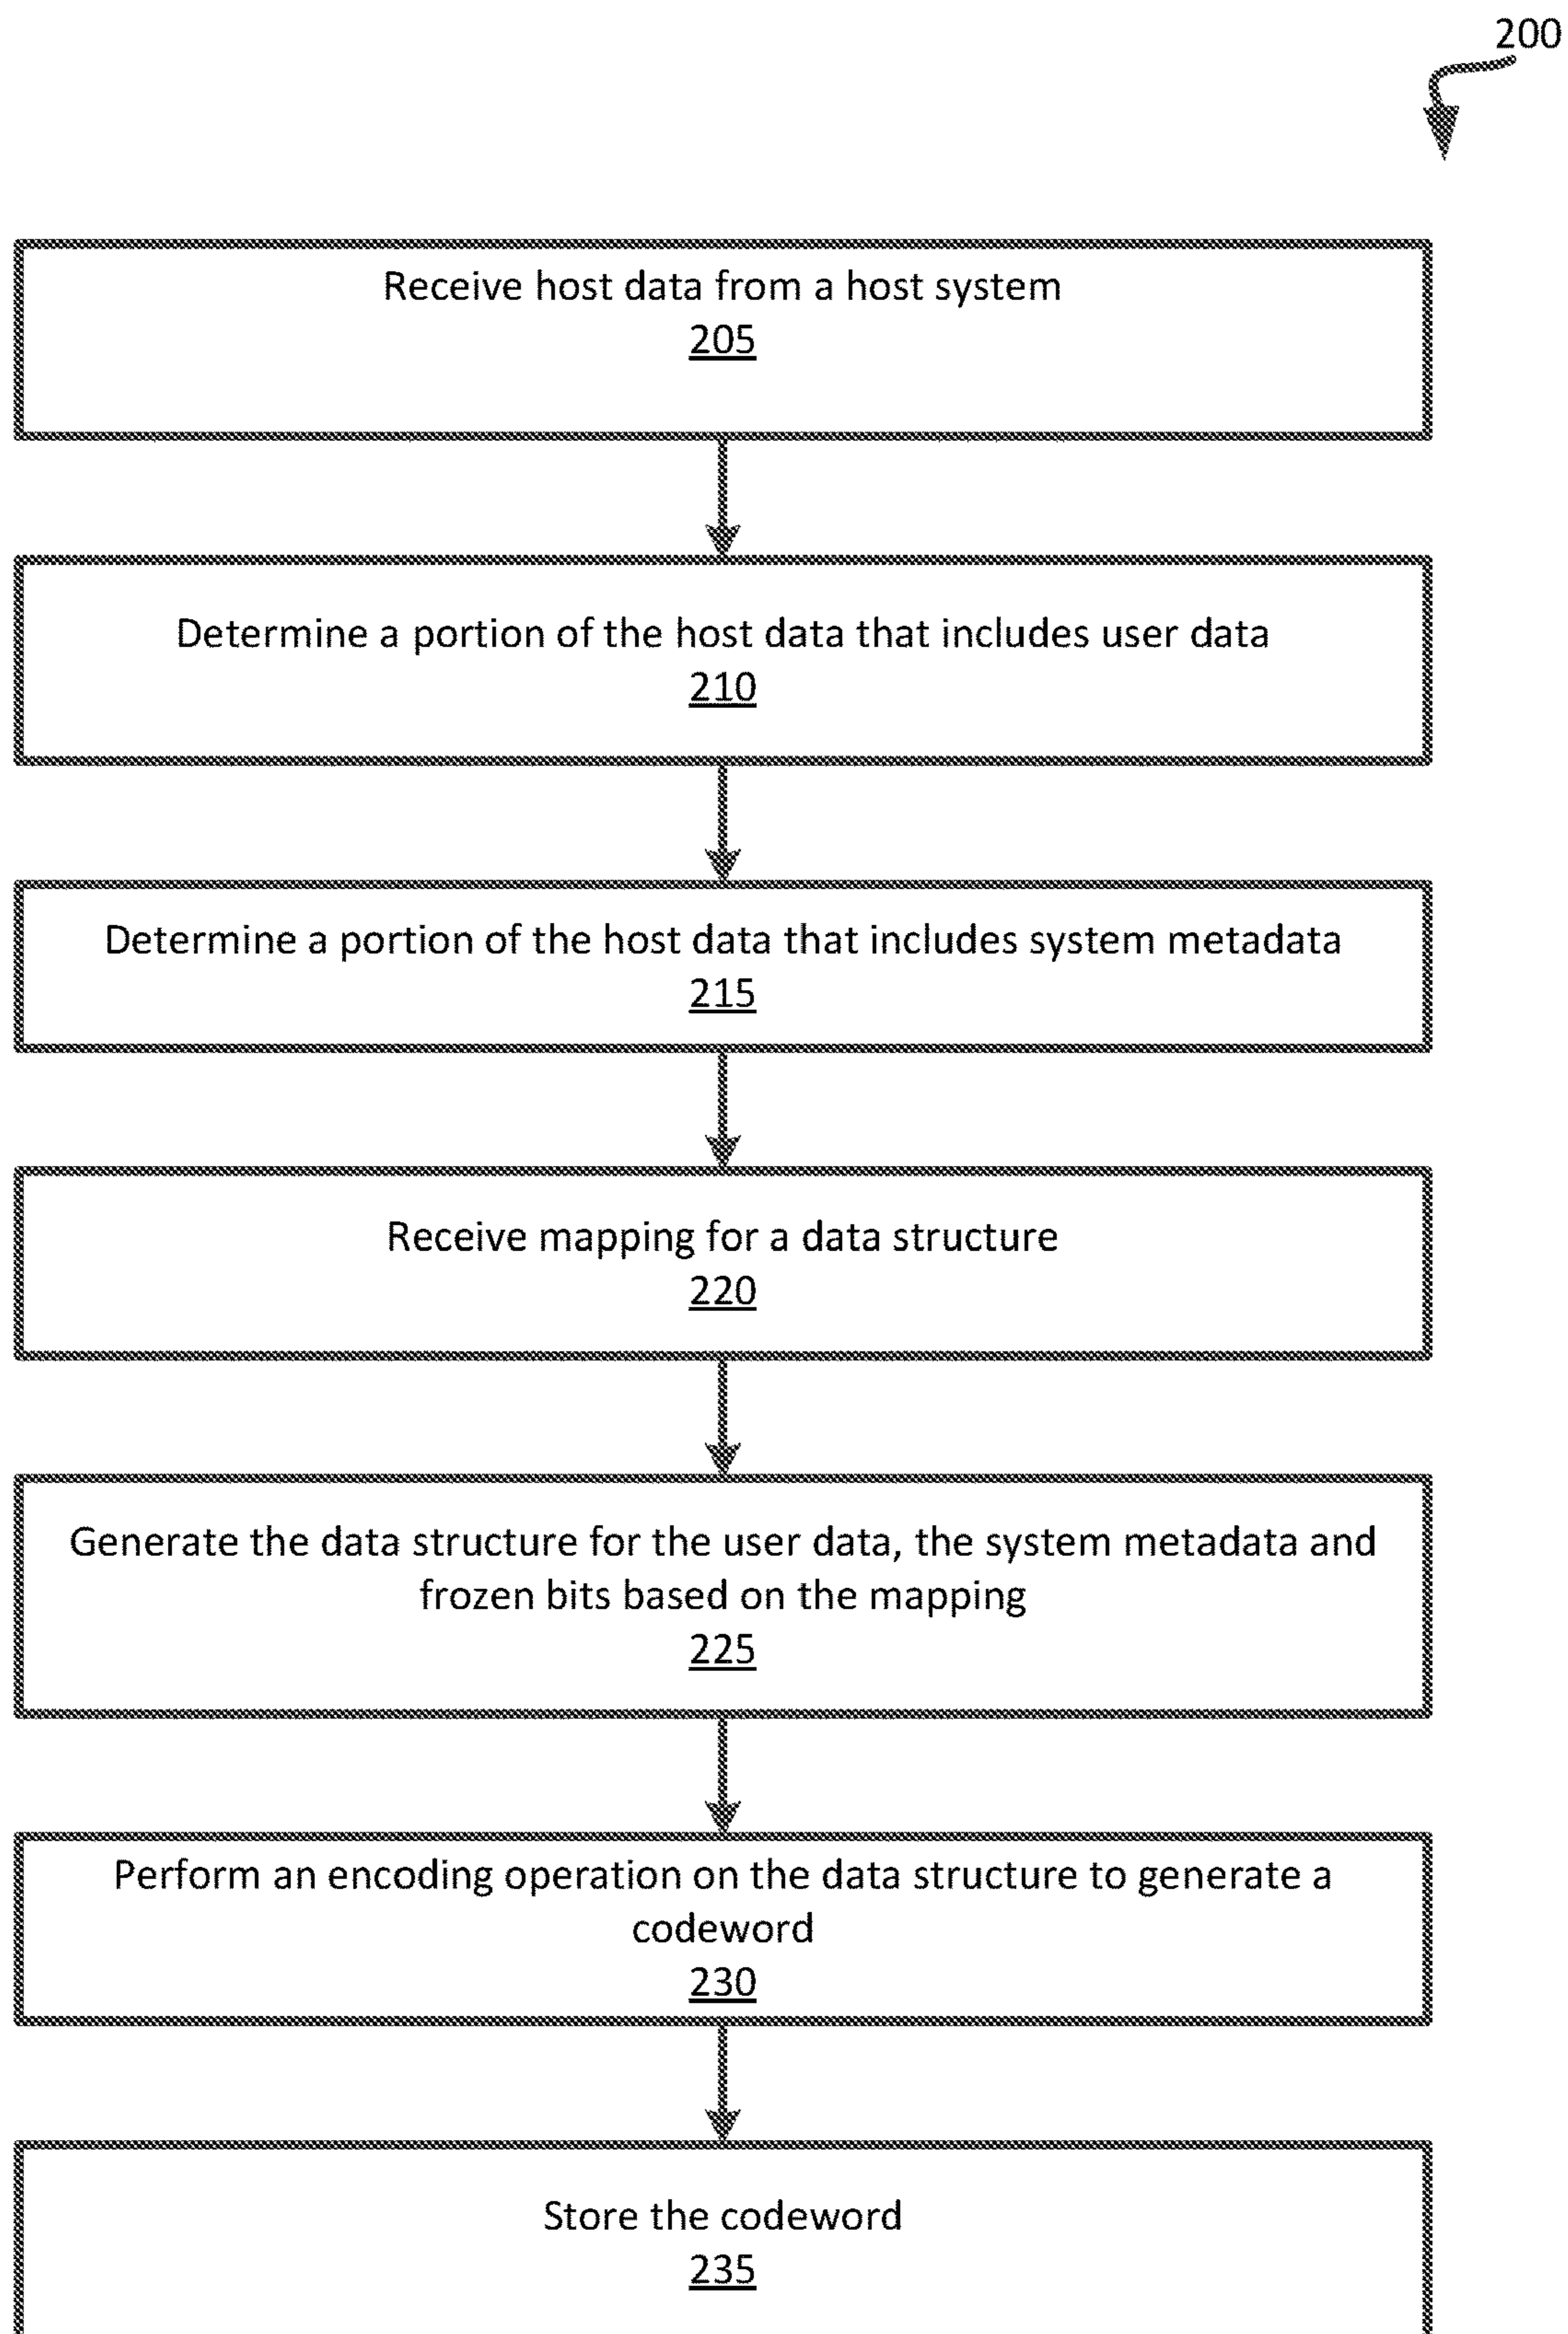 200
Receive host data from a host system
205
Determine a portion of the host data that includes user data
210
Determine a portion of the host data that includes system metadata
215
Receive mapping for a data structure
220
Generate the data structure for the user data, the system metadata and
frozen bits based on the mapping
225
Perform an encoding operation on the data structure to generate a
codeword
230
Store the codeword
235